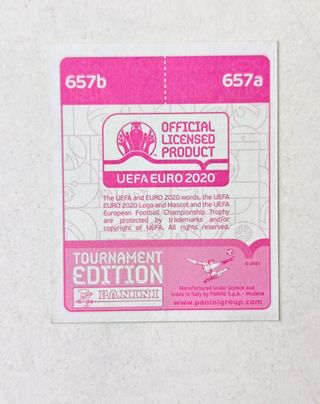 657b 657a
OFFICIAL
LICENSED
PRODUCT
UEFA EURO 2020™
The UEFA and EURO 2020 words, the UEFA
EURO 2020 Logo and Mascot and the UEFA
European Football Championship Trophy
are protected by trademarks and/or
copyright of UEFA. All rights reserved.
TOURNAMENT
EDITION
PANINI
© 2021
Manufactured under licence and
made in Italy by PANINI S.p.A. - Modena
www.paninigroup.com